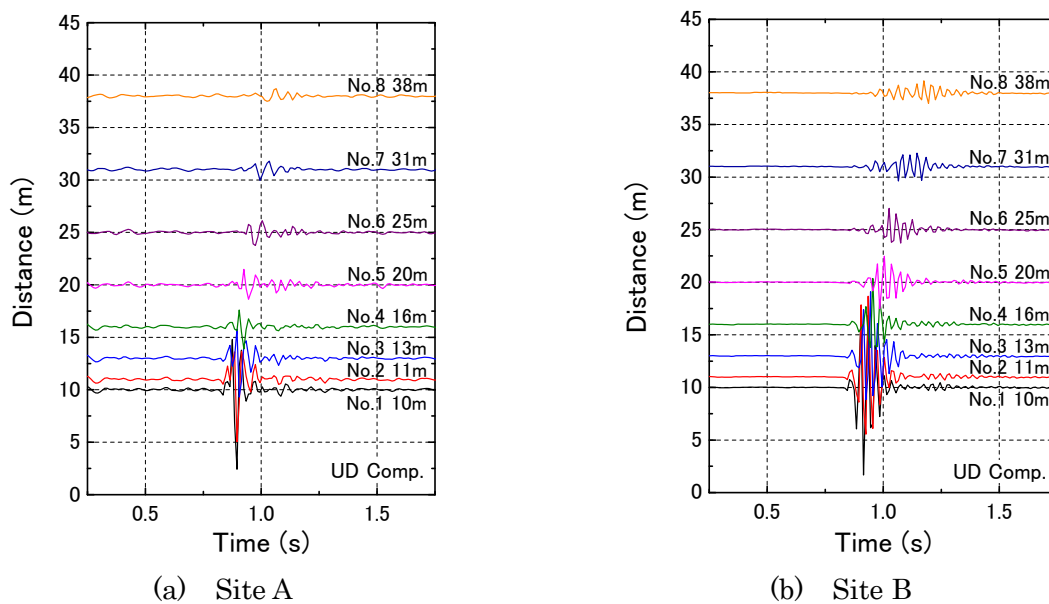 45
40
35
30
25
20
15
10
5
0
Distance (m)
No.8 38m
No.7 31m
No.6 25m
No.5 20m
No.4 16m
No.3 13m
No.2 11m
No.1 10m
UD Comp.
0.5 1.0 1.5
Time (s)
(a) Site A
45
40
35
30
25
20
15
10
5
0
Distance (m)
No.8 38m
No.7 31m
No.6 25m
No.5 20m
No.4 16m
No.3 13m
No.2 11m
No.1 10m
UD Comp.
0.5 1.0 1.5
Time (s)
(b) Site B